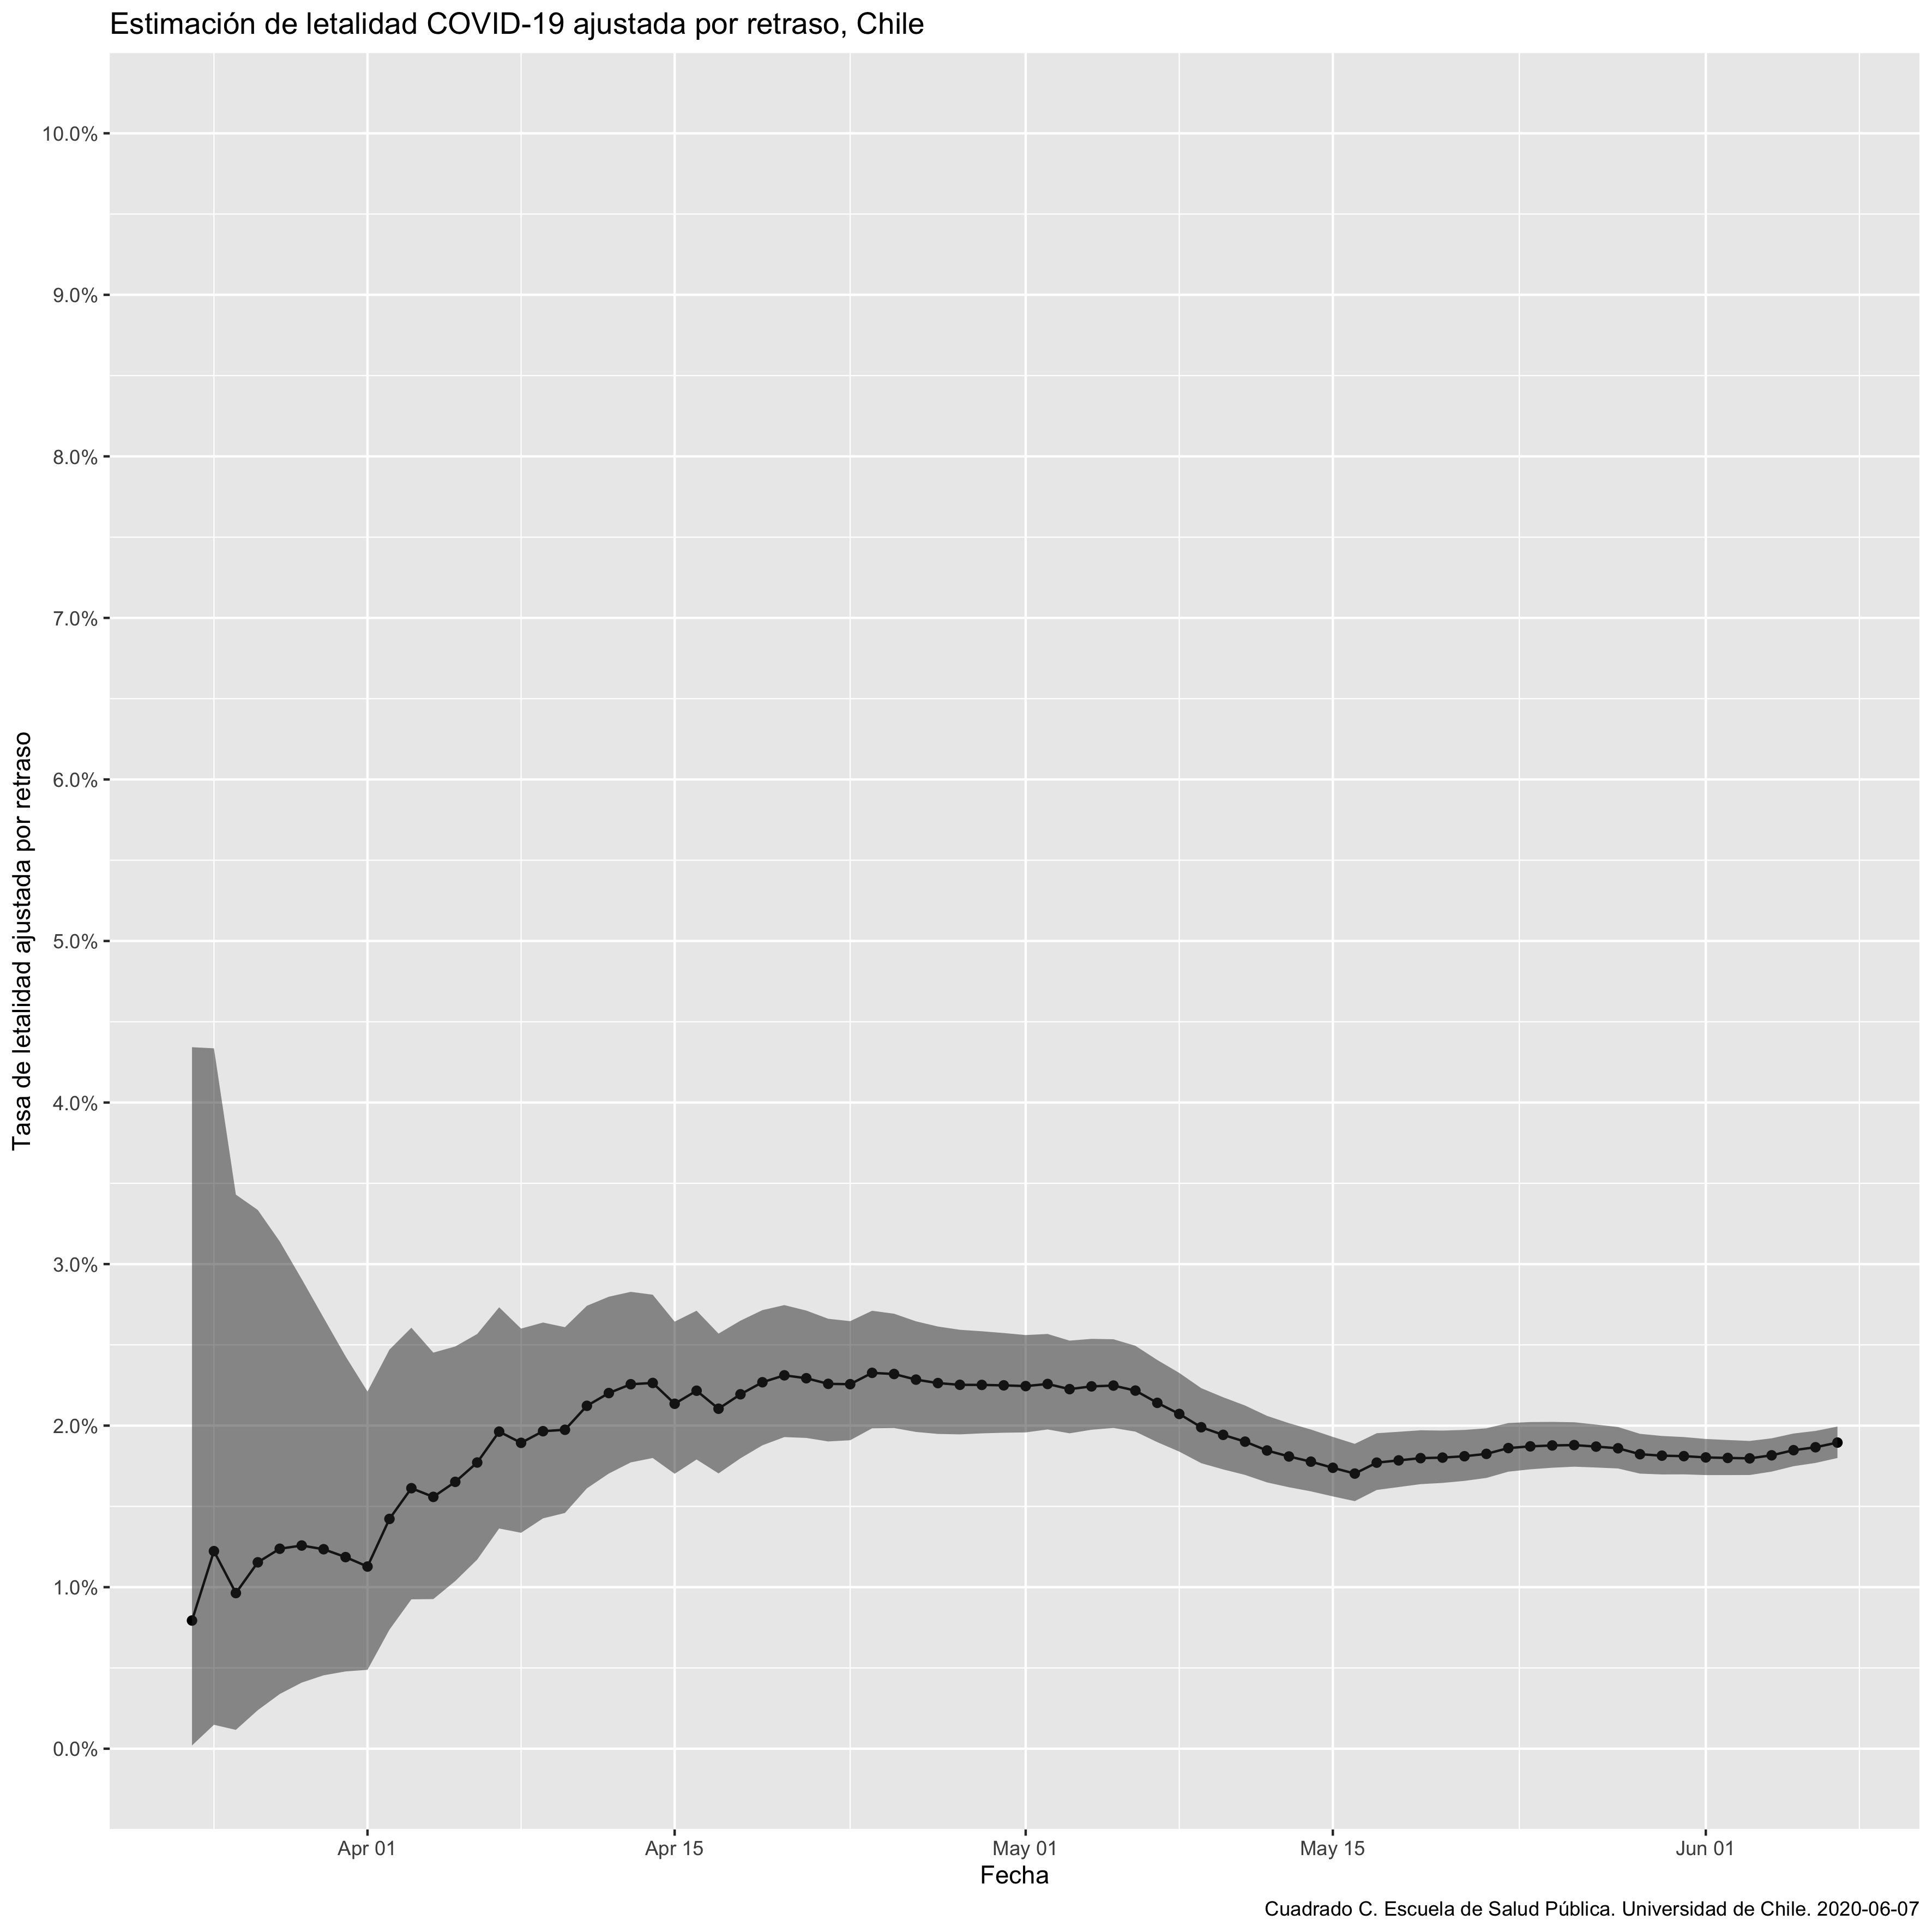 Estimación de letalidad COVID-19 ajustada por retraso, Chile
Tasa de letalidad ajustada por retraso
10.0%
9.0%
8.0%
7.0%
6.0%
5.0%
4.0%
3.0%
2.0%
1.0%
0.0%
Apr 01
Apr 15
May 01
May 15
Jun 01
Fecha
Cuadrado C. Escuela de Salud Pública. Universidad de Chile. 2020-06-07